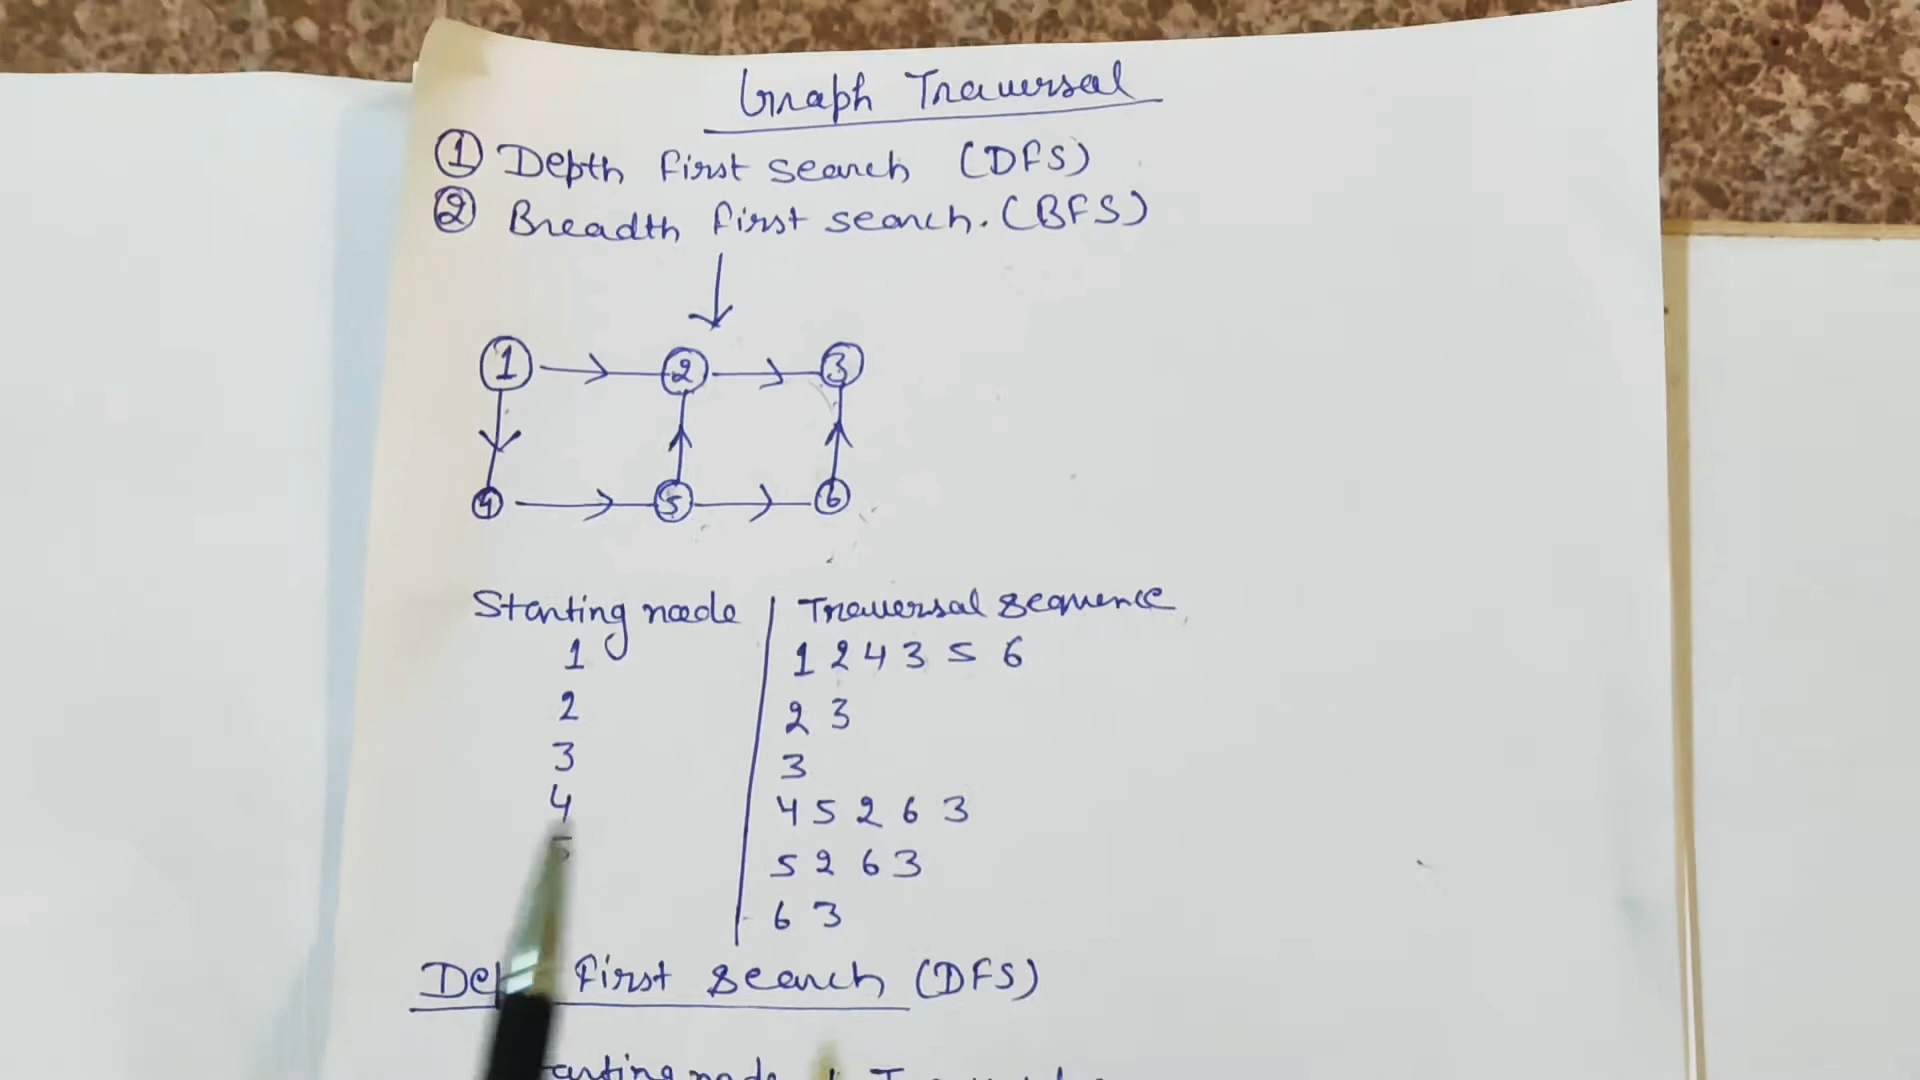 Graph Traversal
1 Depth first search (DFS)
2 Breadth first search. (BFS)
1 2 3
4 5 6
Starting node | Traversal sequence
1 1 2 4 3 5 6
2 2 3
3 3
4 4 5 2 6 3
5 5 2 6 3
6 3
first search (DFS)